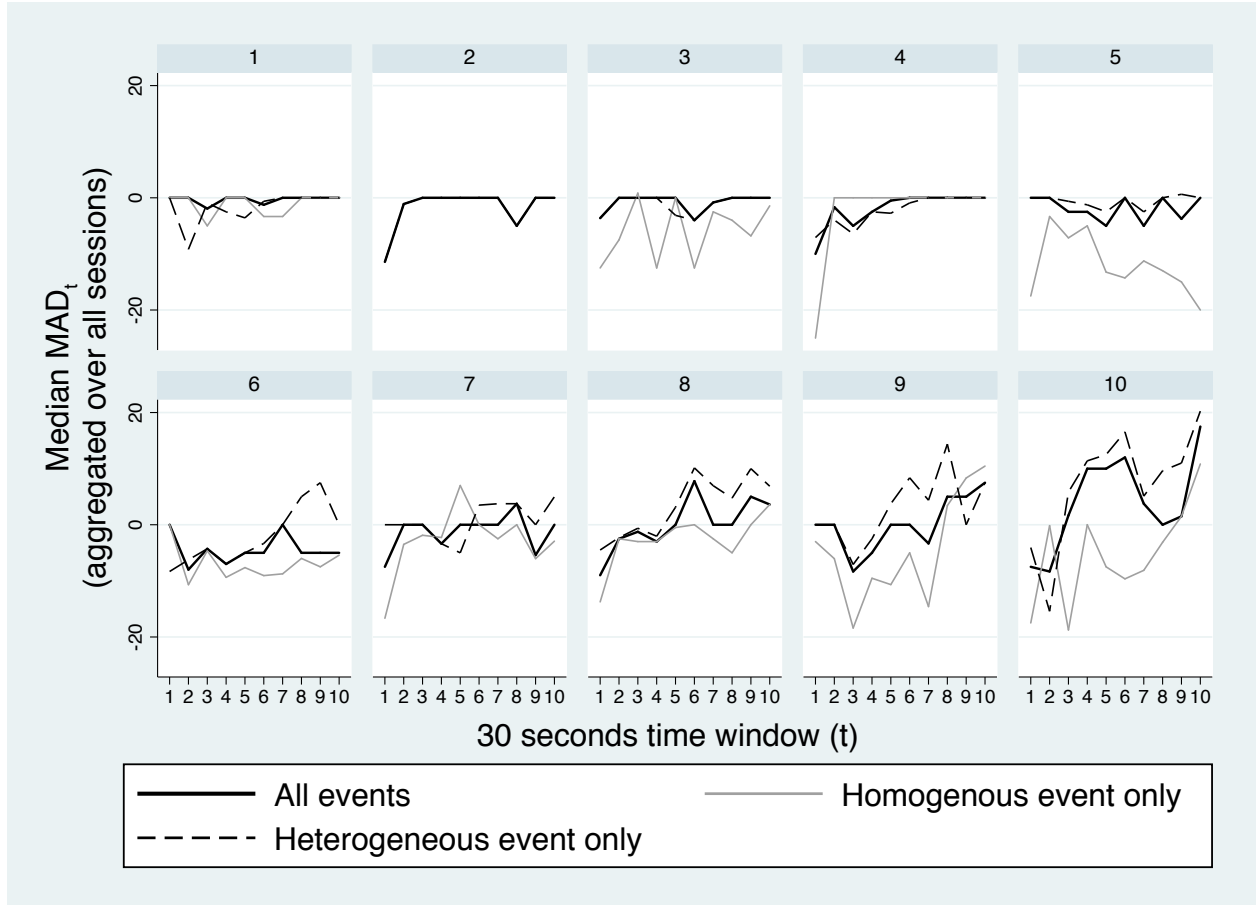 Median MADt
(aggregated over all sessions)
1 2 3 4 5
20
0
-20
6 7 8 9 10
20
0
-20
1 2 3 4 5 6 7 8 9 10 1 2 3 4 5 6 7 8 9 10 1 2 3 4 5 6 7 8 9 10 1 2 3 4 5 6 7 8 9 10 1 2 3 4 5 6 7 8 9 10
30 seconds time window (t)
All events Homogenous event only
Heterogeneous event only